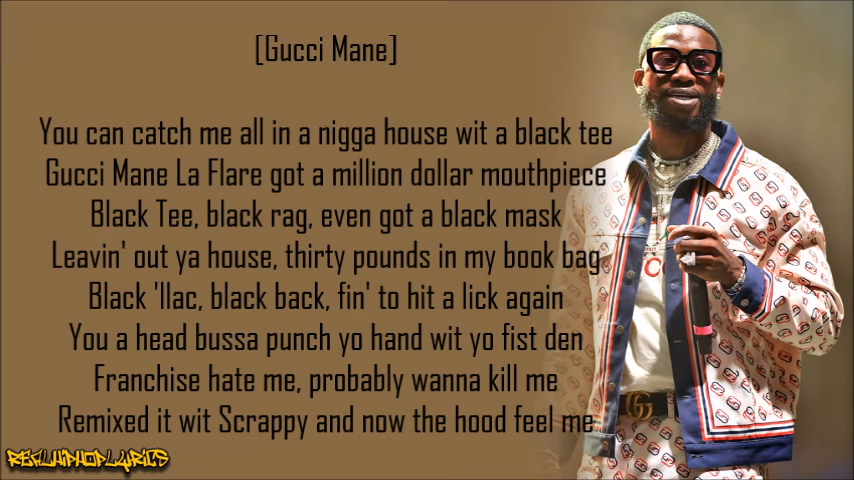 [Gucci Mane]
You can catch me all in a nigga house wit a black tee
Gucci Mane La Flare got a million dollar mouthpiece
Black Tee, black rag, even got a black mask
Leavin' out ya house, thirty pounds in my book bag
Black 'llac, black back, fin' to hit a lick again
You a head bussa punch yo hand wit yo fist den
Franchise hate me, probably wanna kill me
Remixed it wit Scrappy and now the hood feel me
REALHIPHOPLYRICS